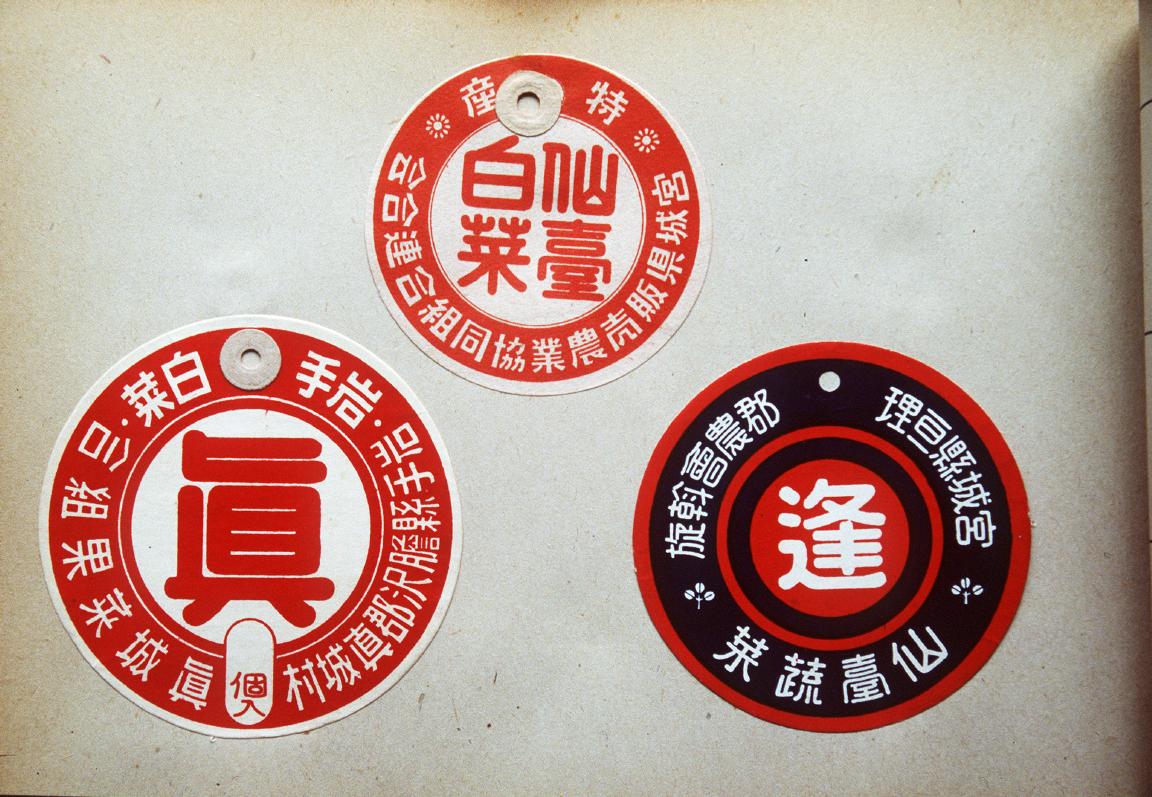 特産
宮城県販売農業協同組合連合会
仙臺
白菜
岩手白菜
岩手縣膽沢郡真城村
眞城菜果組合
眞
個入
宮城縣亘理郡農會斡旋
仙臺蔬菜
逢